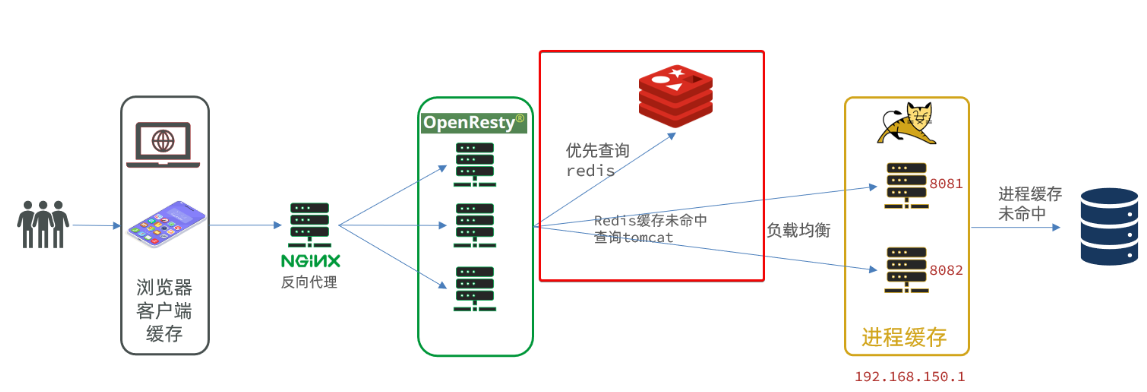 浏览器
客户端
缓存
NGINX
反向代理
OpenResty®
优先查询
redis
Redis缓存未命中
查询tomcat
负载均衡
8081
8082
进程缓存
192.168.150.1
进程缓存
未命中